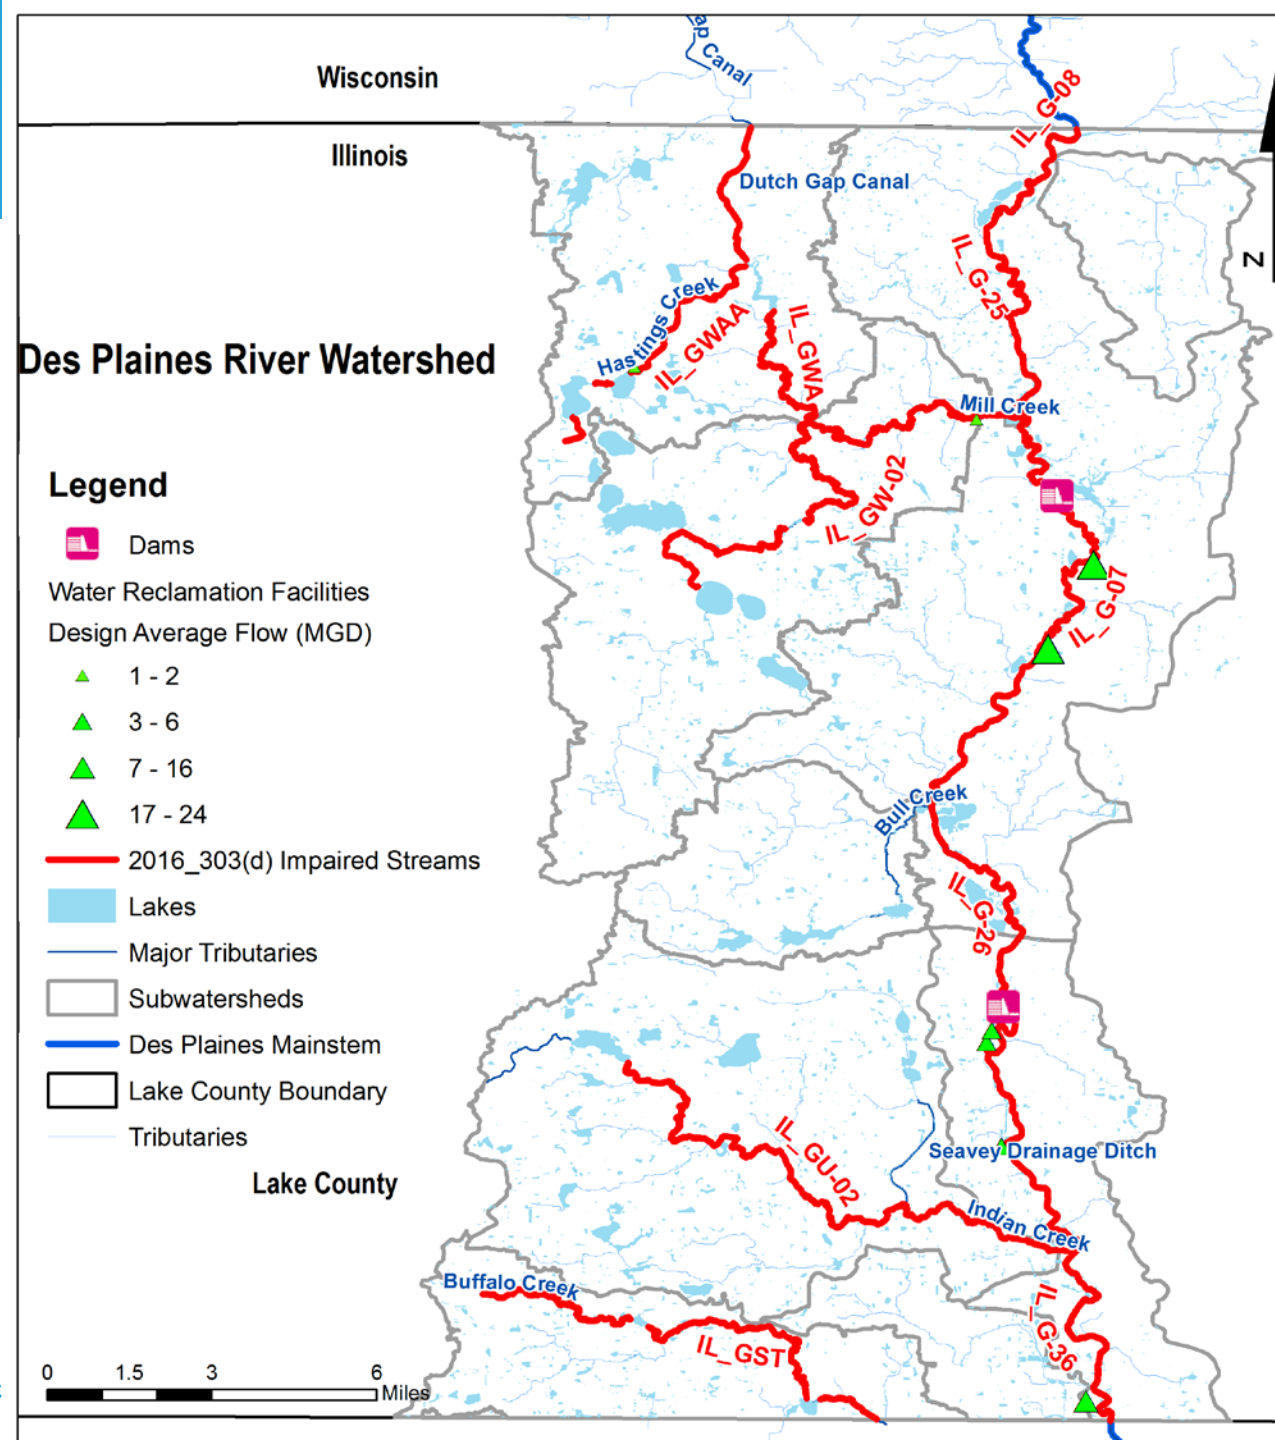 ap Canal
Wisconsin
IL_G-08
Illinois
Dutch Gap Canal
IL_G-25
N
Hastings Creek
IL_GWAA
IL_GWA
Des Plaines River Watershed
Mill Creek
IL_GW-02
Legend
Dams
Water Reclamation Facilities
Design Average Flow (MGD)
1 - 2
3 - 6
7 - 16
17 - 24
2016_303(d) Impaired Streams
Lakes
Major Tributaries
Subwatersheds
Des Plaines Mainstem
Lake County Boundary
Tributaries
IL_G-07
Bull Creek
IL_G-26
IL_GU-02
Seavey Drainage Ditch
Lake County
Indian Creek
Buffalo Creek
IL_G-36
IL_GST
0 1.5 3 6
Miles